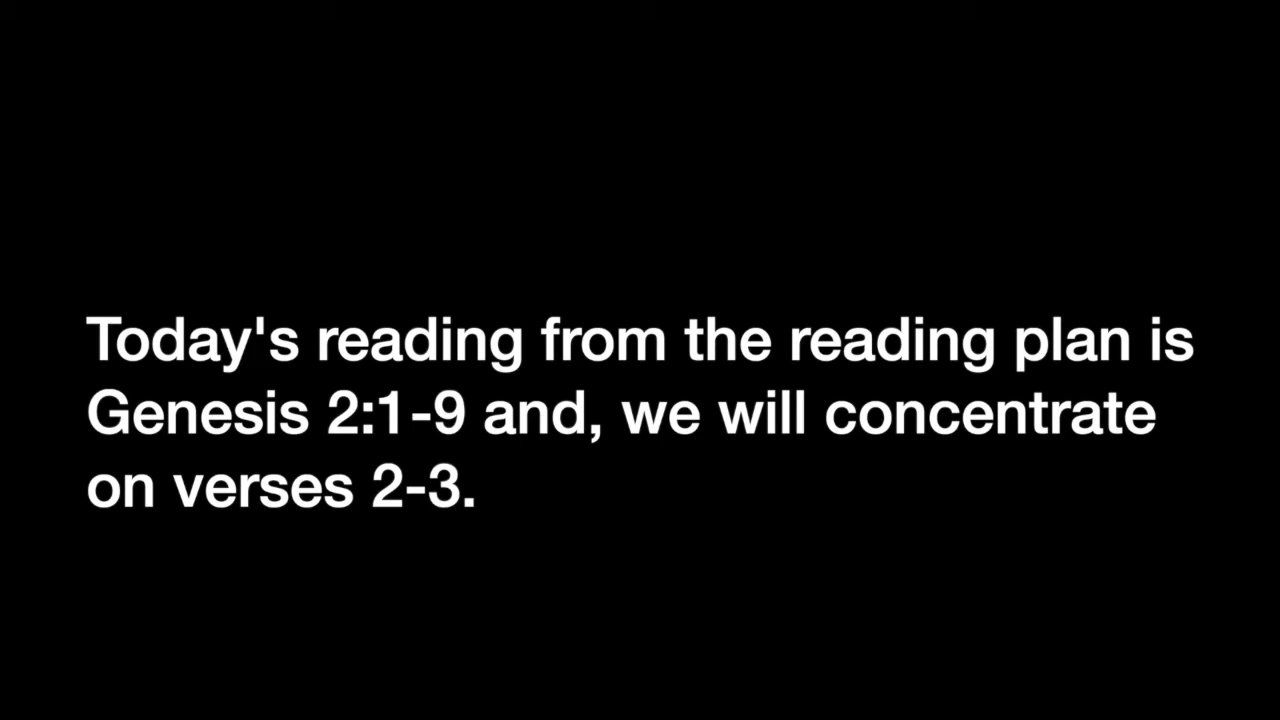 Today's reading from the reading plan is
Genesis 2:1-9 and, we will concentrate
on verses 2-3.